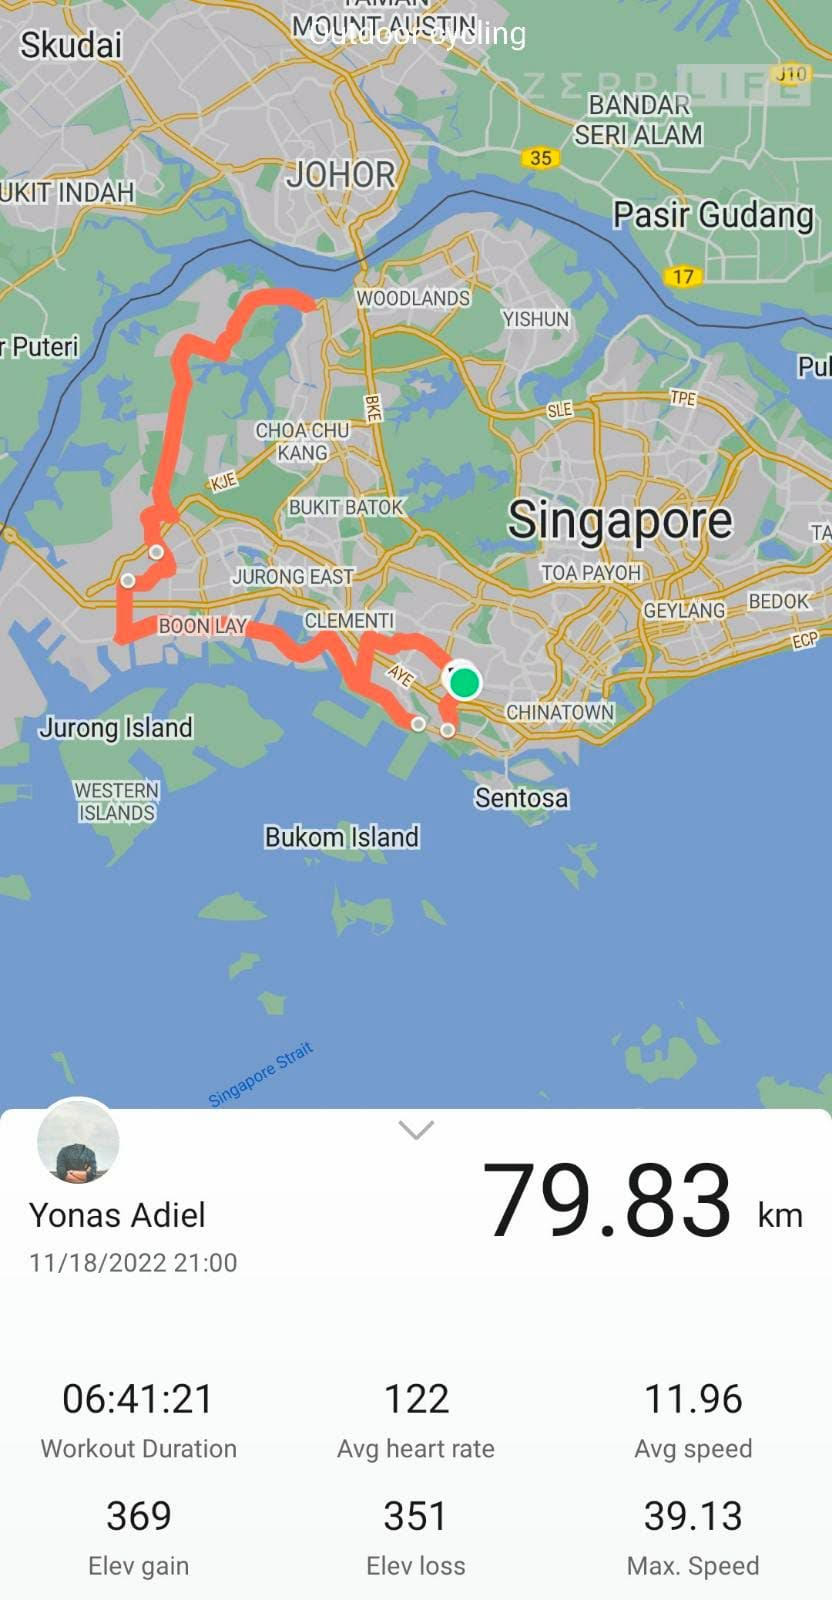 MOUNT AUSTIN
Outdoor cycling
Skudai
ZEPP LIFE
J10
BANDAR
SERI ALAM
35
JOHOR
UKIT INDAH
Pasir Gudang
17
WOODLANDS
YISHUN
r Puteri
Pul
BKE
SLE
TPE
CHOA CHU
KANG
KJE
BUKIT BATOK
Singapore
TA
JURONG EAST
TOA PAYOH
GEYLANG
BEDOK
BOON LAY
CLEMENTI
ECP
AYE
CHINATOWN
Jurong Island
WESTERN
ISLANDS
Sentosa
Bukom Island
Singapore Strait
Yonas Adiel
79.83 km
11/18/2022 21:00
06:41:21 122 11.96
Workout Duration Avg heart rate Avg speed
369 351 39.13
Elev gain Elev loss Max. Speed